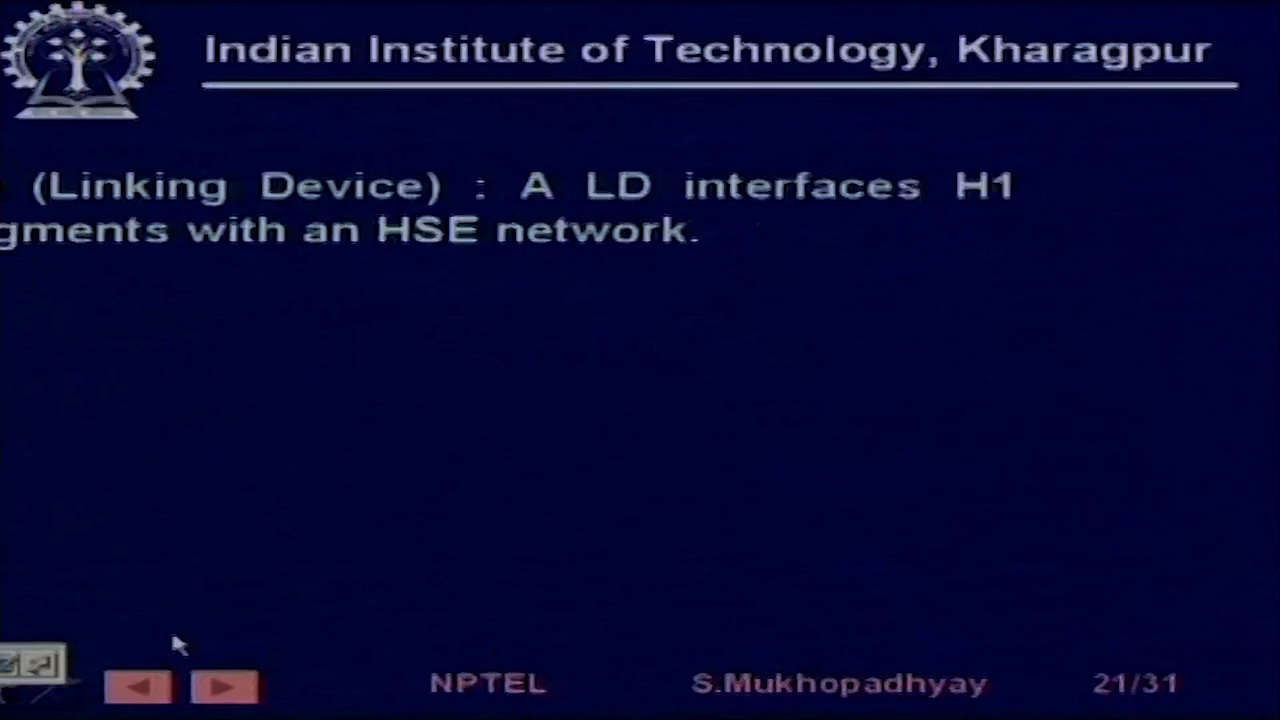 Indian Institute of Technology, Kharagpur
(Linking Device) : A LD interfaces H1
gments with an HSE network.
NPTEL S.Mukhopadhyay 21/31